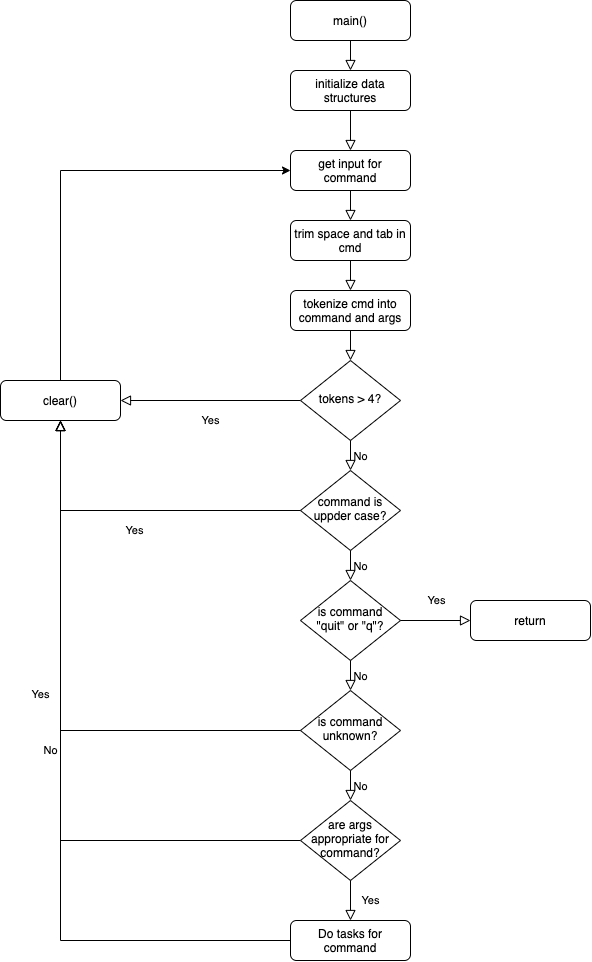 main()
initialize data
structures
get input for
command
trim space and tab in
cmd
tokenize cmd into
command and args
tokens > 4?
clear()
Yes
No
command is
uppder case?
Yes
No
is command
"quit" or "q"?
Yes
return
No
is command
unknown?
Yes
No
No
are args
appropriate for
command?
Yes
Do tasks for
command